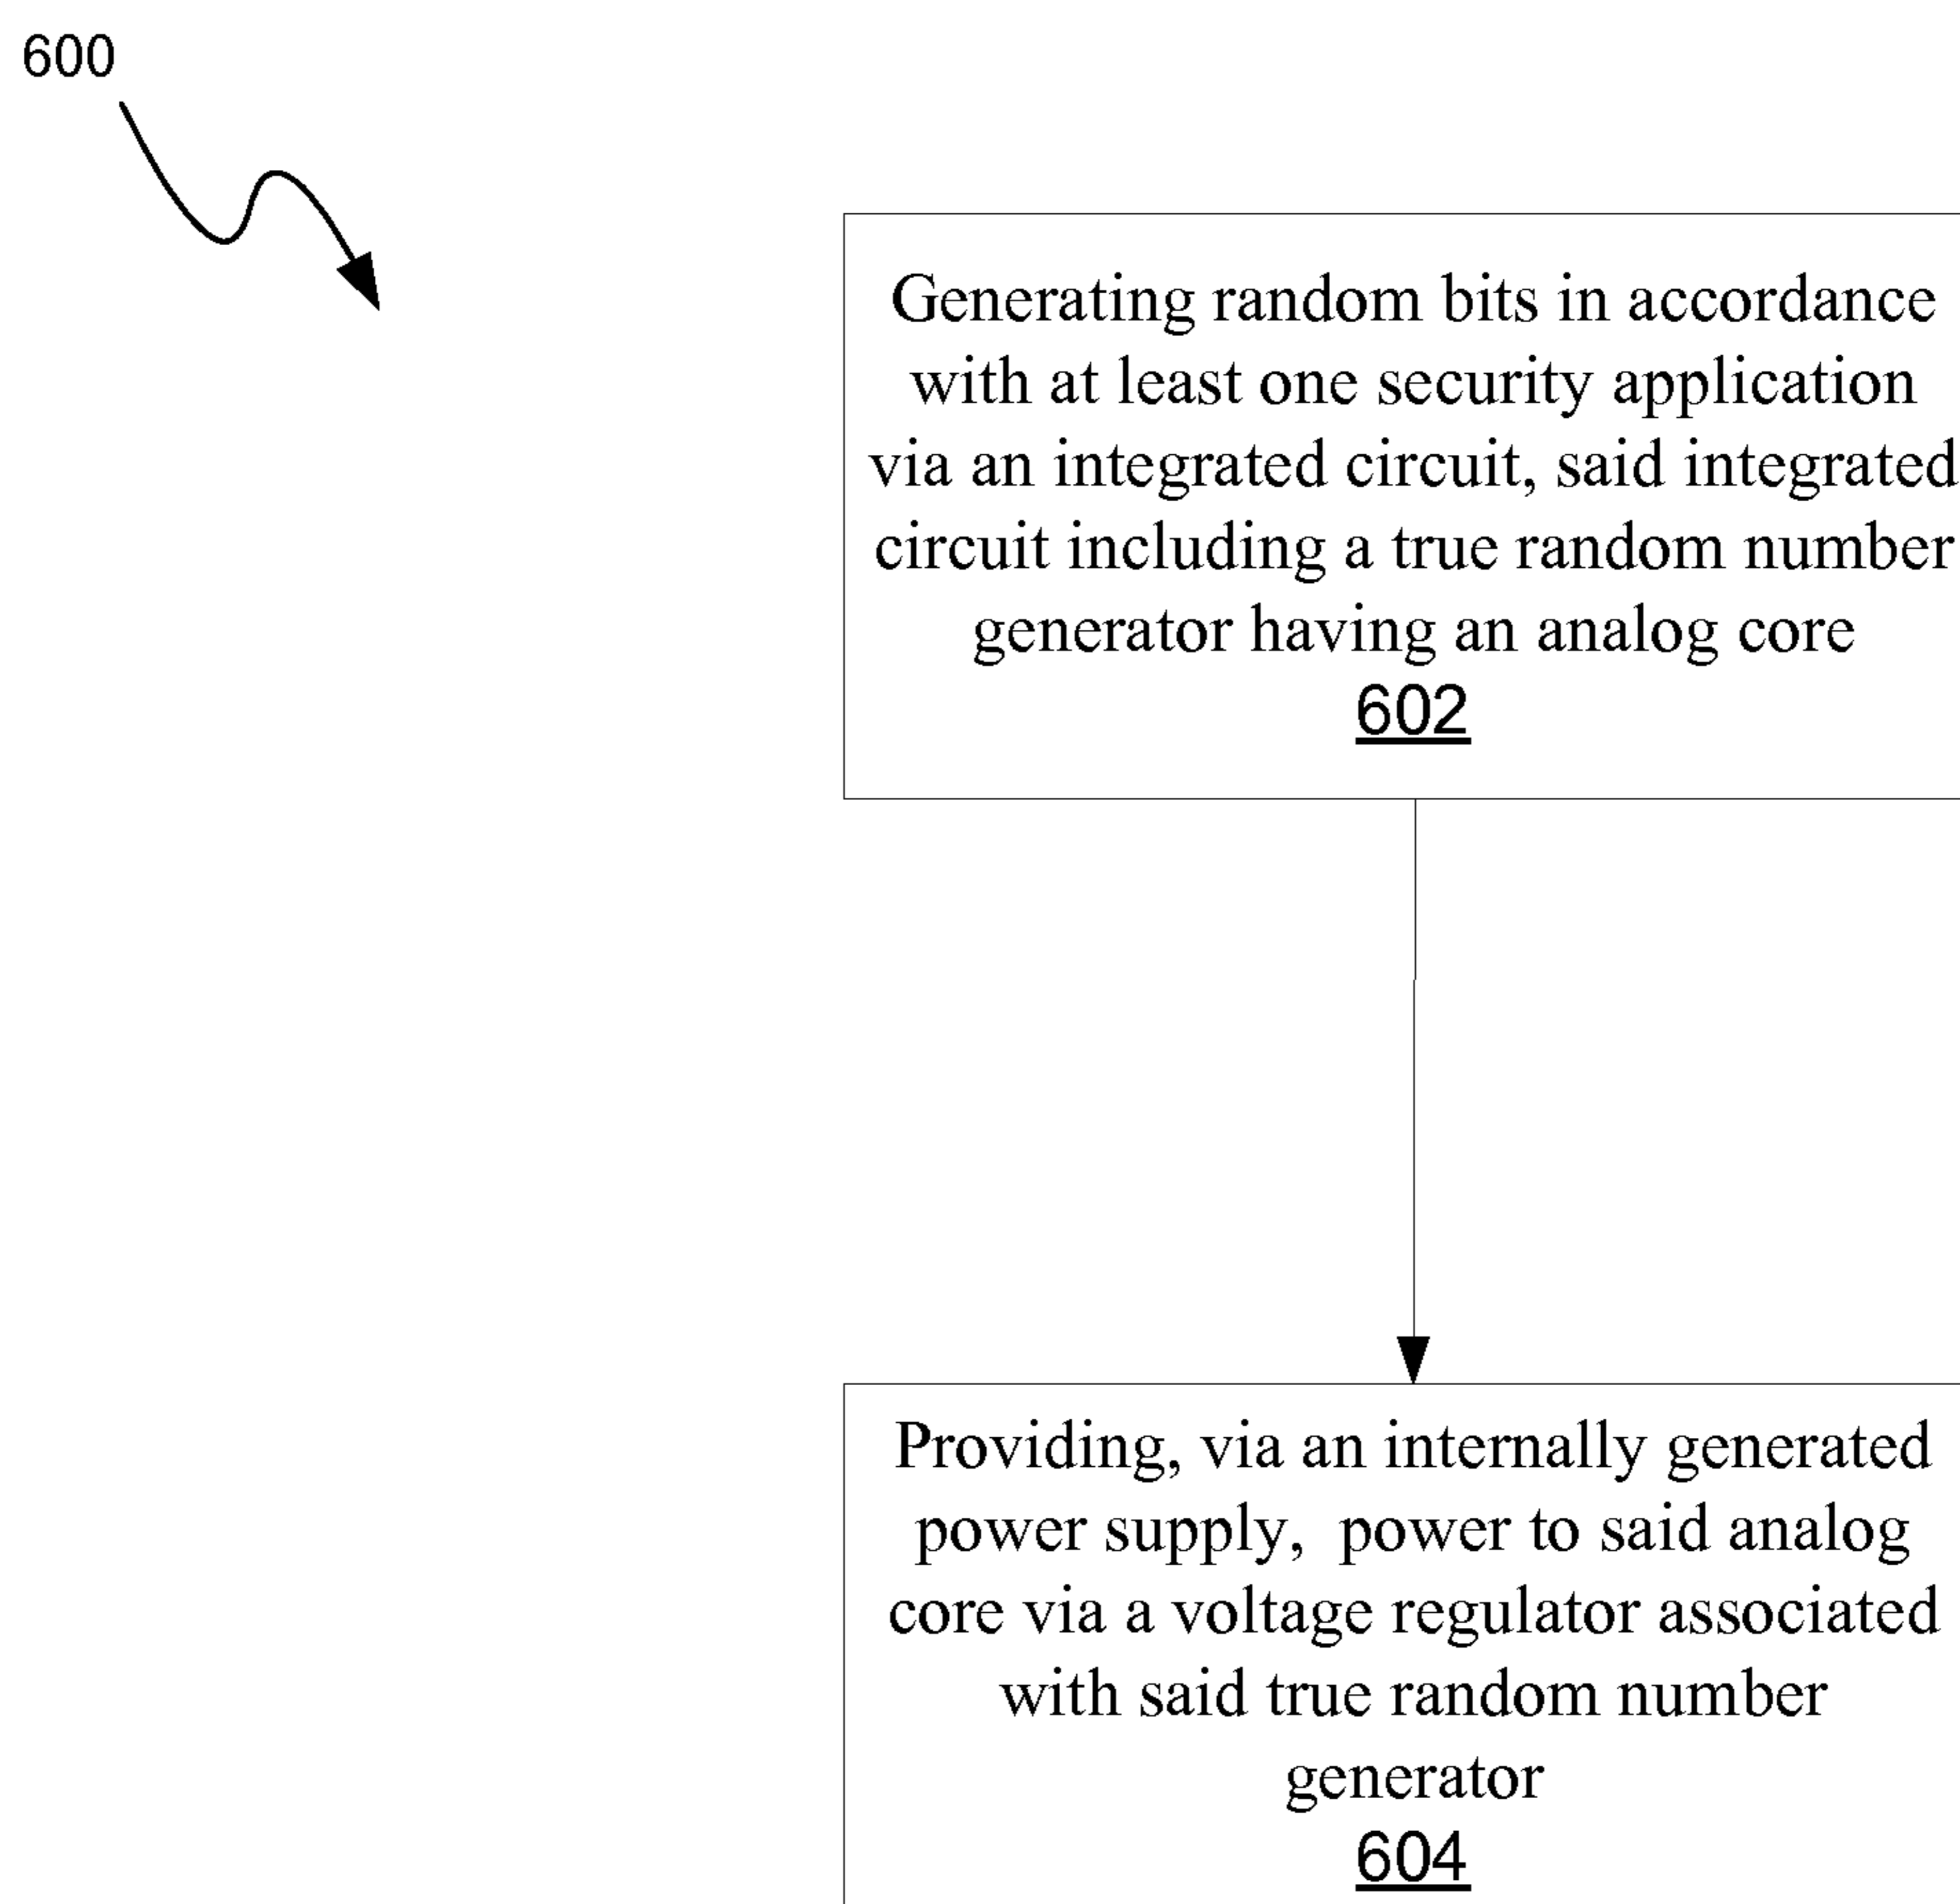 600
Generating random bits in accordance
with at least one security application
via an integrated circuit, said integrated
circuit including a true random number
generator having an analog core
602
Providing, via an internally generated
power supply, power to said analog
core via a voltage regulator associated
with said true random number
generator
604